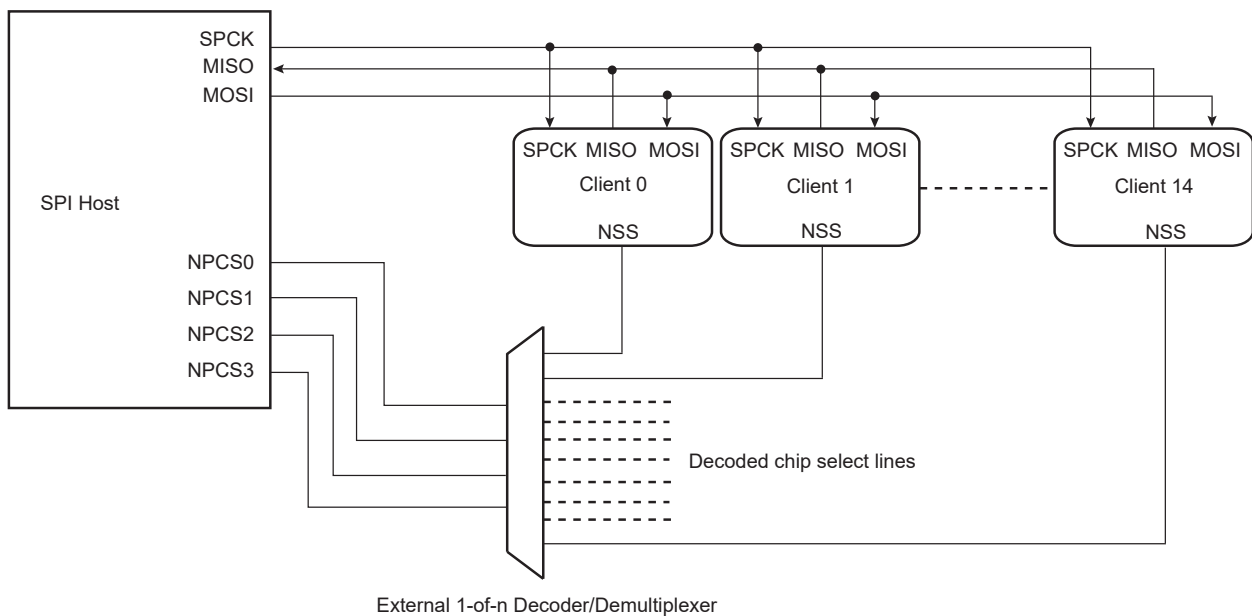 SPCK
MISO
MOSI
SPI Host
NPCS0
NPCS1
NPCS2
NPCS3
SPCK MISO MOSI
Client 0
NSS
SPCK MISO MOSI
Client 1
NSS
SPCK MISO MOSI
Client 14
NSS
Decoded chip select lines
External 1-of-n Decoder/Demultiplexer